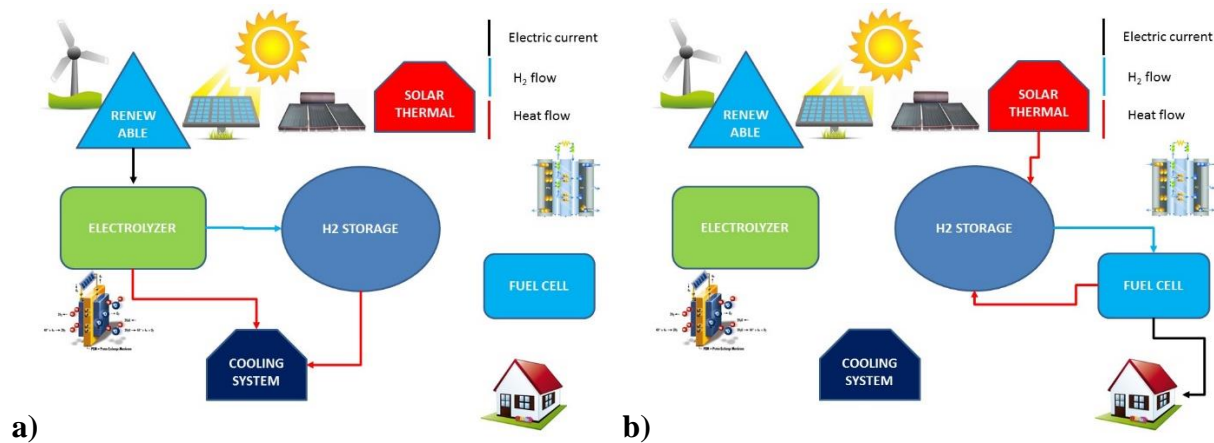 Electric current
H₂ flow
Heat flow
RENEW
ABLE
SOLAR
THERMAL
ELECTROLYZER
H2 STORAGE
FUEL CELL
COOLING
SYSTEM
a)
Electric current
H₂ flow
Heat flow
RENEW
ABLE
SOLAR
THERMAL
ELECTROLYZER
H2 STORAGE
FUEL CELL
COOLING
SYSTEM
b)